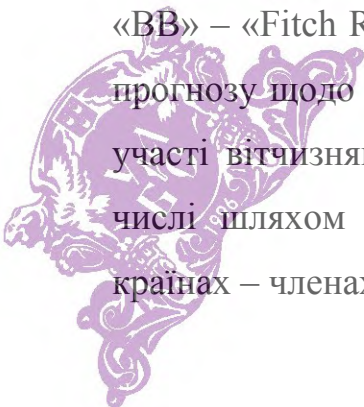 «ВВ» – «Fitch R
прогнозу щодо
участі вітчизня
числі шляхом
країнах – члена